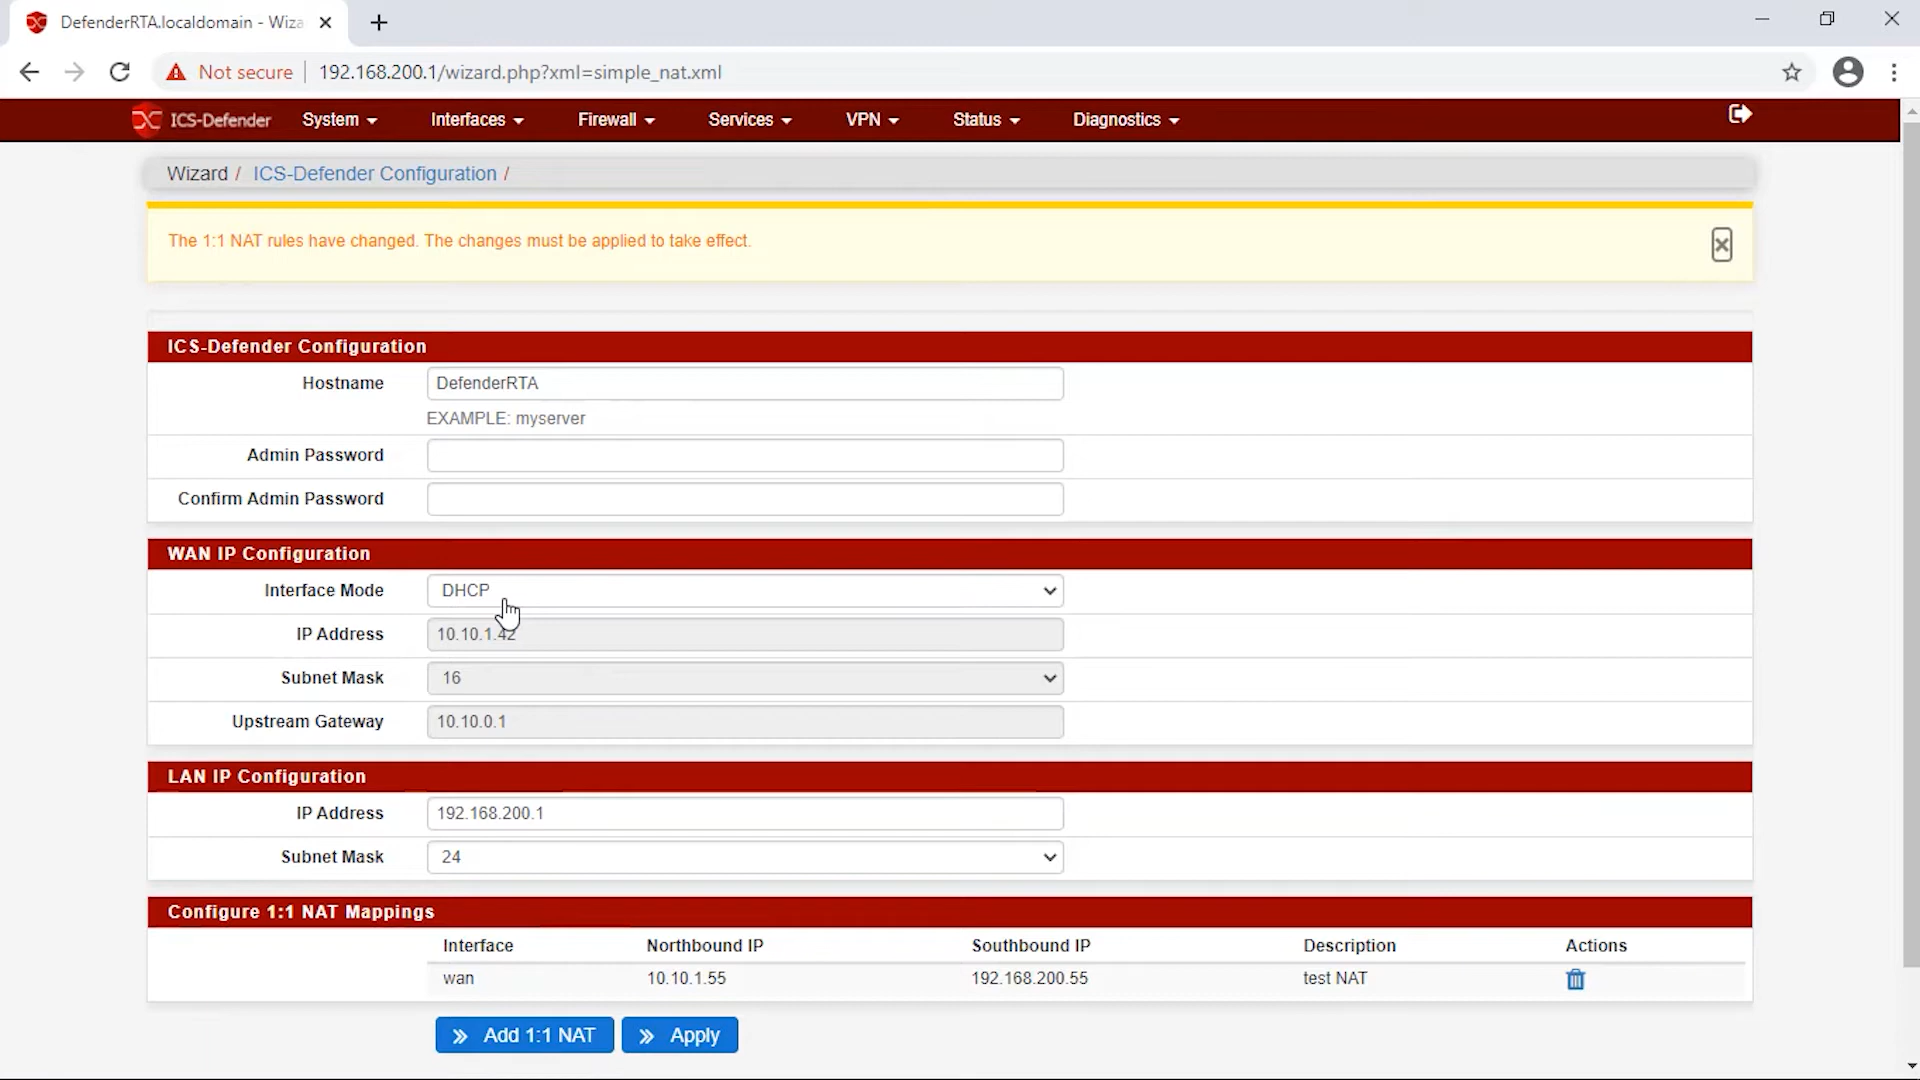 DefenderRTA.localdomain - Wiza
Not secure 192.168.200.1/wizard.php?xml=simple_nat.xml
ICS-Defender System Interfaces Firewall Services VPN Status Diagnostics
Wizard / ICS-Defender Configuration /
The 1:1 NAT rules have changed. The changes must be applied to take effect.
ICS-Defender Configuration
Hostname DefenderRTA
EXAMPLE: myserver
Admin Password
Confirm Admin Password
WAN IP Configuration
Interface Mode DHCP
IP Address 10.10.1.42
Subnet Mask 16
Upstream Gateway 10.10.0.1
LAN IP Configuration
IP Address 192.168.200.1
Subnet Mask 24
Configure 1:1 NAT Mappings
Interface Northbound IP Southbound IP Description Actions
wan 10.10.1.55 192.168.200.55 test NAT
Add 1:1 NAT Apply